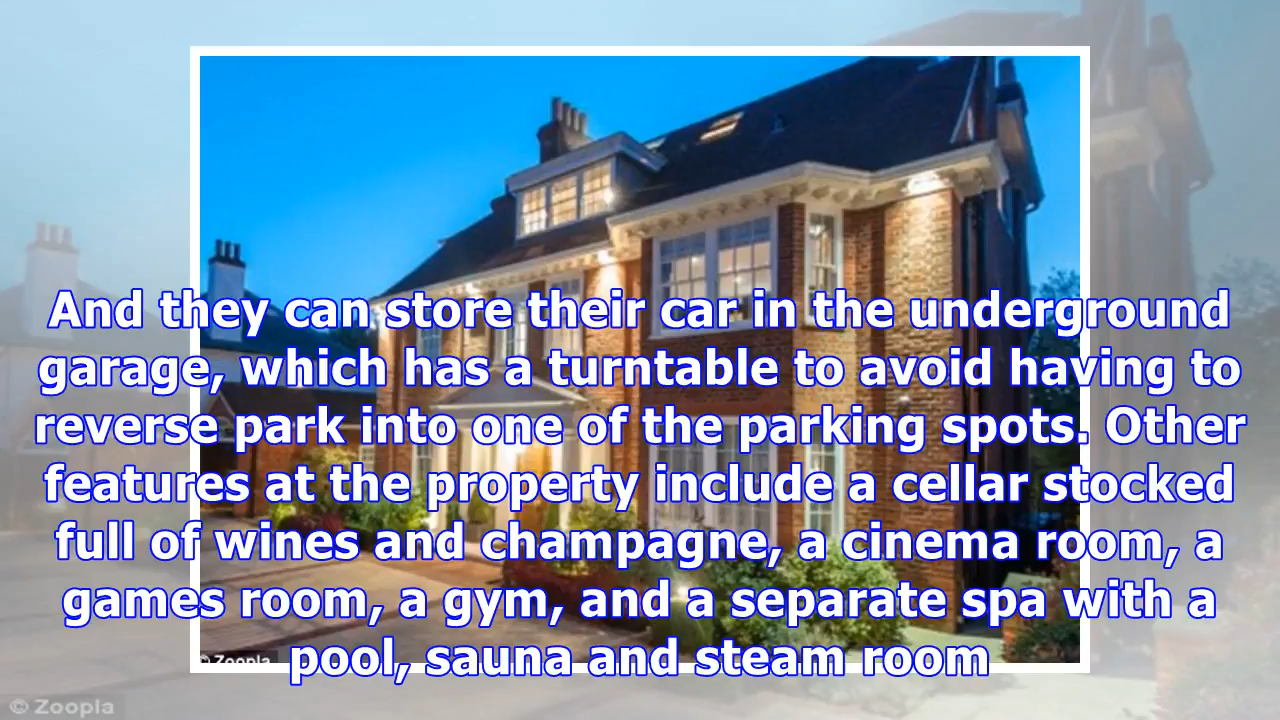 And they can store their car in the underground
garage, which has a turntable to avoid having to
reverse park into one of the parking spots. Other
features at the property include a cellar stocked
full of wines and champagne, a cinema room, a
games room, a gym, and a separate spa with a
pool, sauna and steam room
© Zoopla
© Zoopla